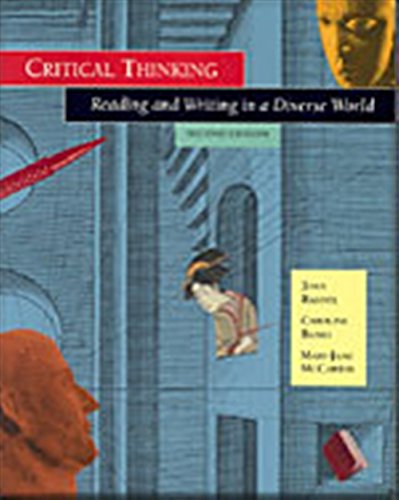 CRITICAL THINKING
Reading and Writing in a Diverse World
SECOND EDITION
JOAN
RASOOL
CAROLINE
BANKS
MARY-JANE
MCCARTHY